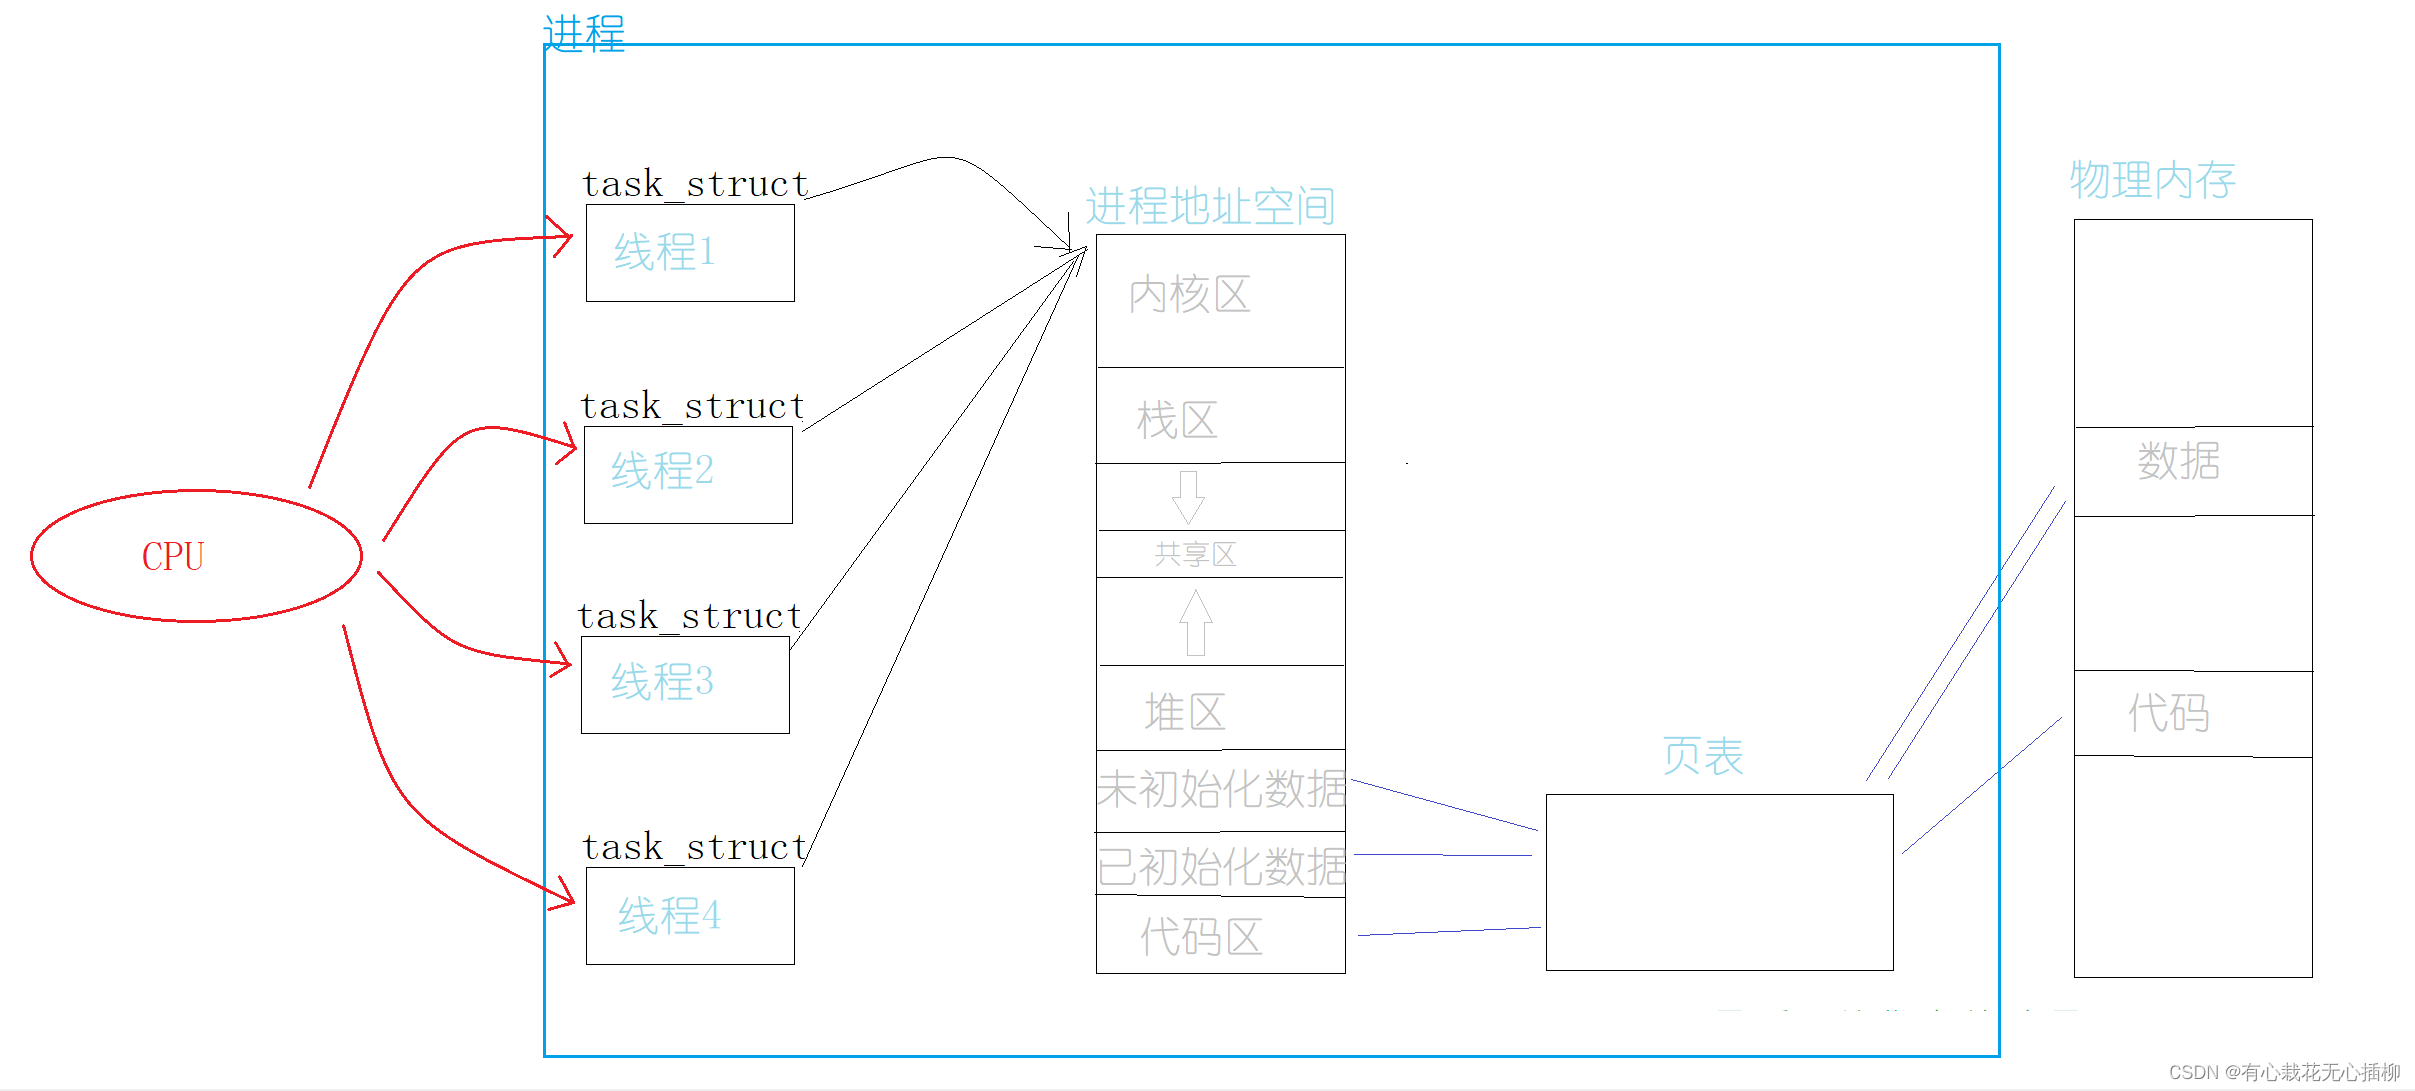 进程
task_struct
线程1
task_struct
线程2
task_struct
线程3
task_struct
线程4
CPU
进程地址空间
内核区
栈区
共享区
堆区
未初始化数据
已初始化数据
代码区
页表
物理内存
数据
代码
CSDN @有心栽花无心插柳